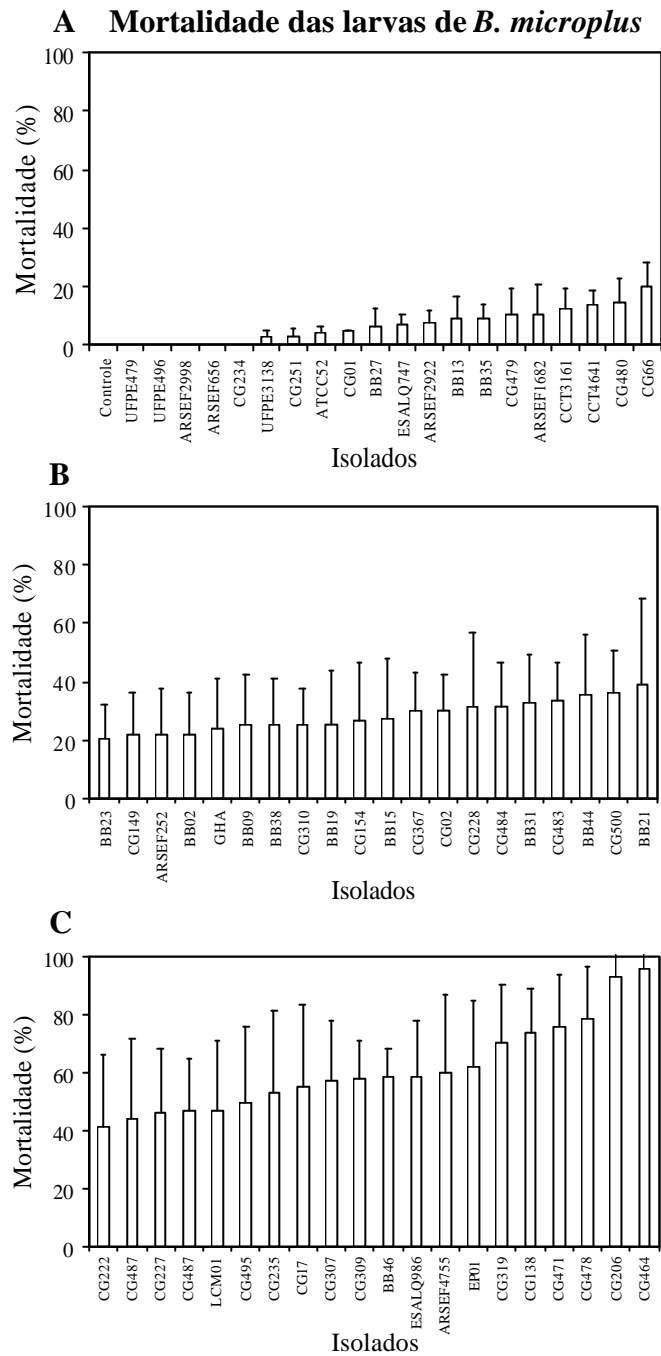 A Mortalidade das larvas de B. microplus
Mortalidade (%)
100
80
60
40
20
0
Controle
UFPE479
UFPE496
ARSEF2998
ARSEF656
CG234
UFPE3138
CG251
ATCC52
CG01
BB27
ESALQ747
ARSEF2922
BB13
BB35
CG479
ARSEF1682
CCT3161
CCT4641
CG480
CG66
Isolados
B
Mortalidade (%)
100
80
60
40
20
0
BB23
CG149
ARSEF252
BB02
GHA
BB09
BB38
CG310
BB19
CG154
BB15
CG367
CG02
CG228
CG484
BB31
CG483
BB44
CG500
BB21
Isolados
C
Mortalidade (%)
100
80
60
40
20
0
CG222
CG487
CG227
CG487
LCM01
CG495
CG235
CG17
CG307
CG309
BB46
ESALQ986
ARSEF4755
EP01
CG319
CG138
CG471
CG478
CG206
CG464
Isolados